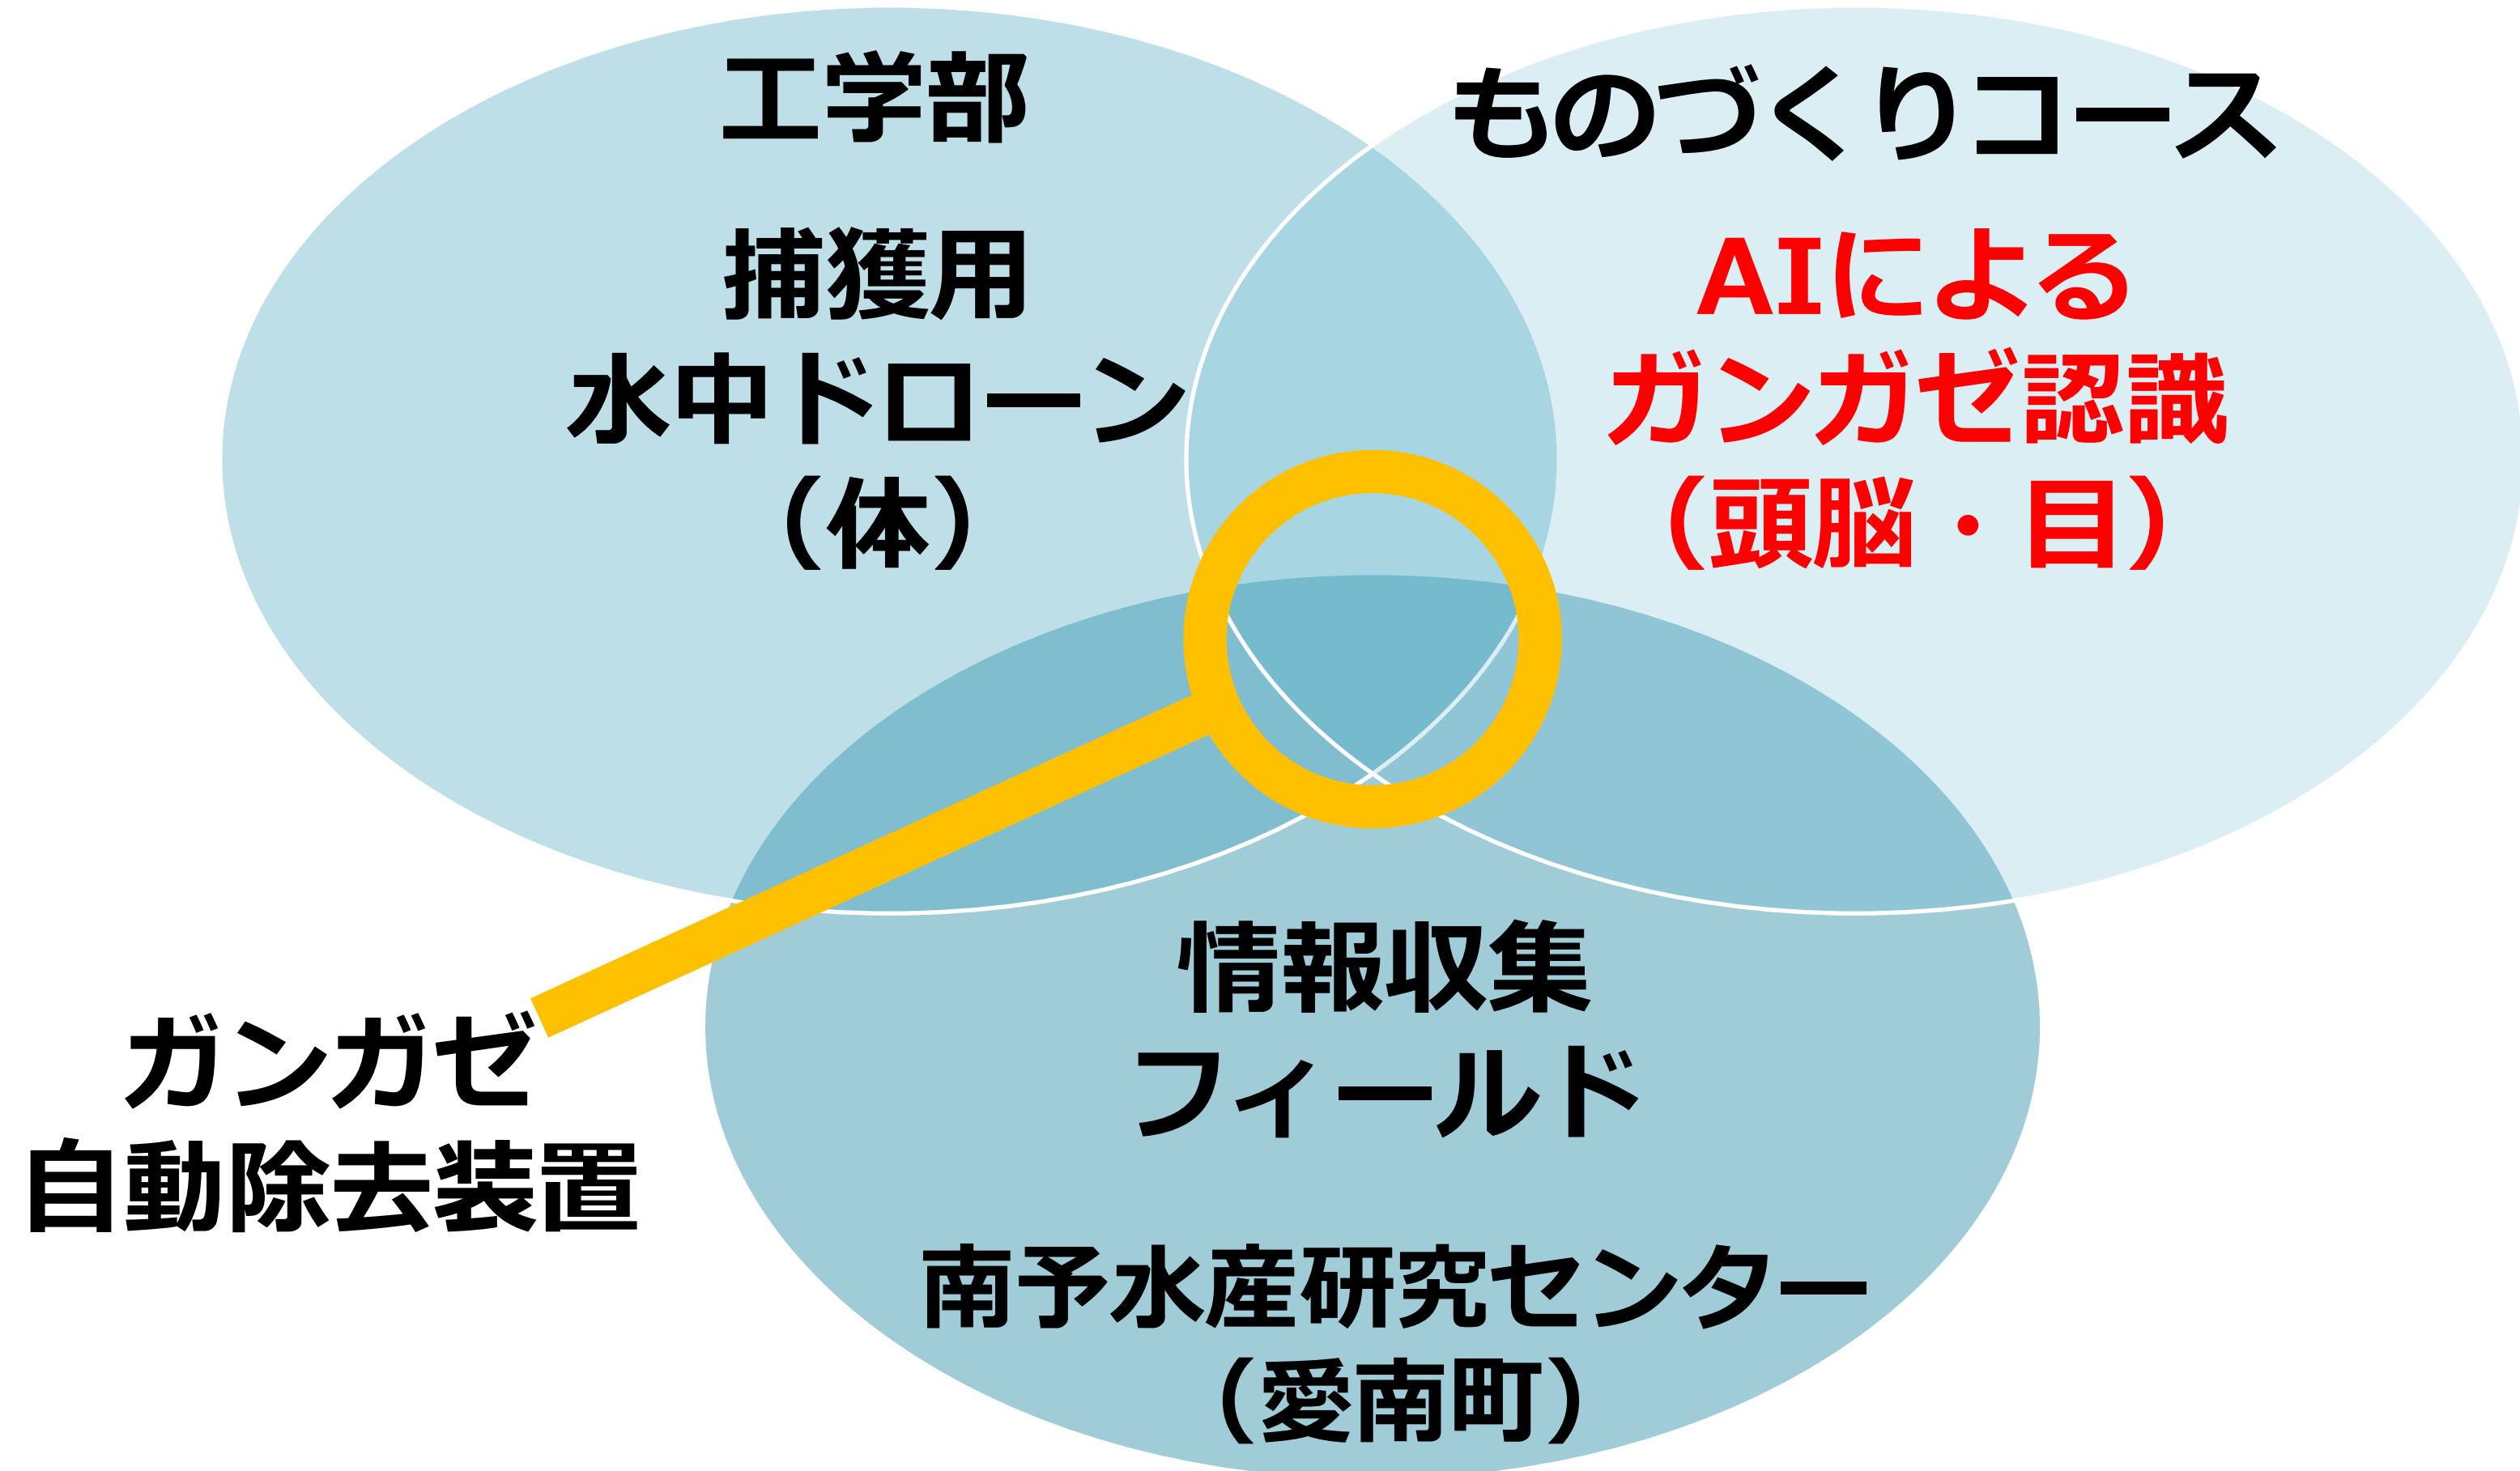 工学部
捕獲用
水中ドローン
（体）
ものづくりコース
AIによる
ガンガゼ認識
（頭脳・目）
情報収集
フィールド
南予水産研究センター
（愛南町）
ガンガゼ
自動除去装置